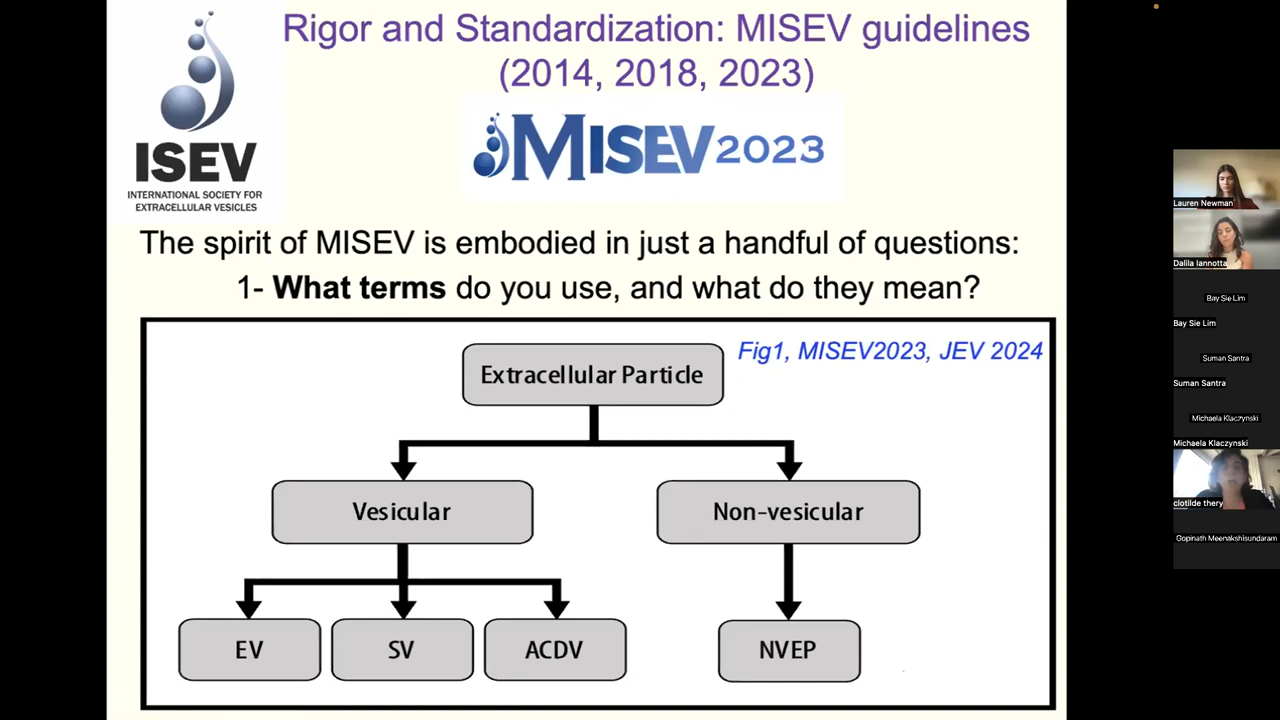 Rigor and Standardization: MISEV guidelines
(2014, 2018, 2023)
ISEV
INTERNATIONAL SOCIETY FOR
EXTRACELLULAR VESICLES
MISEV2023
The spirit of MISEV is embodied in just a handful of questions:
1- What terms do you use, and what do they mean?
Fig1, MISEV2023, JEV 2024
Extracellular Particle
Vesicular
Non-vesicular
EV
SV
ACDV
NVEP
Lauren Newman
Dalila Iannotta
Bay Sie Lim
Bay Sie Lim
Suman Santra
Suman Santra
Michaela Klaczynski
Michaela Klaczynski
clotilde thery
Gopinath Meenakshisundaram